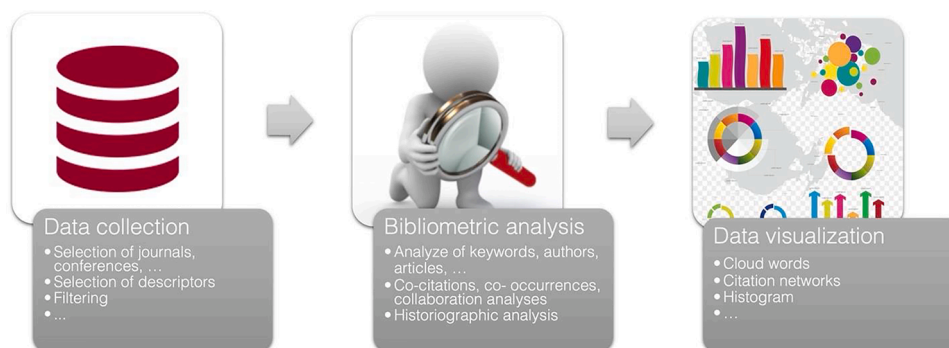 Data collection
• Selection of journals,
conferences, …
• Selection of descriptors
• Filtering
• ...
Bibliometric analysis
• Analyze of keywords, authors,
articles, …
• Co-citations, co- occurrences,
collaboration analyses
• Historiographic analysis
Data visualization
• Cloud words
• Citation networks
• Histogram
• …